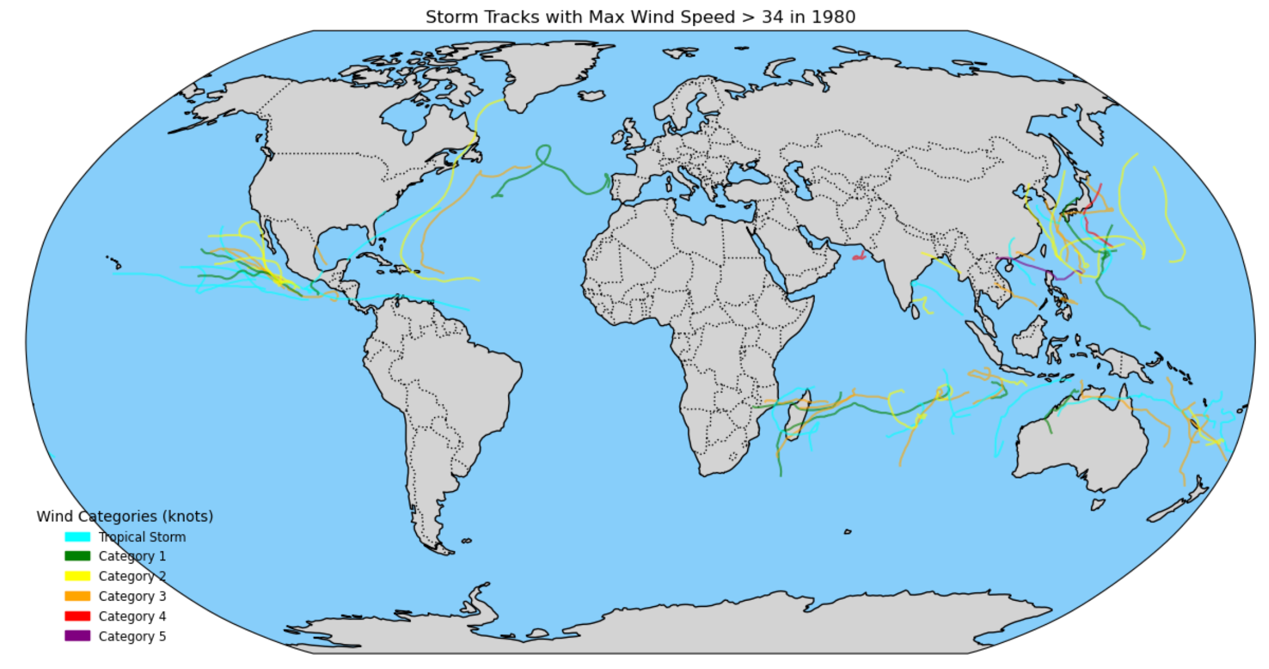 Storm Tracks with Max Wind Speed > 34 in 1980
Wind Categories (knots)
Tropical Storm
Category 1
Category 2
Category 3
Category 4
Category 5